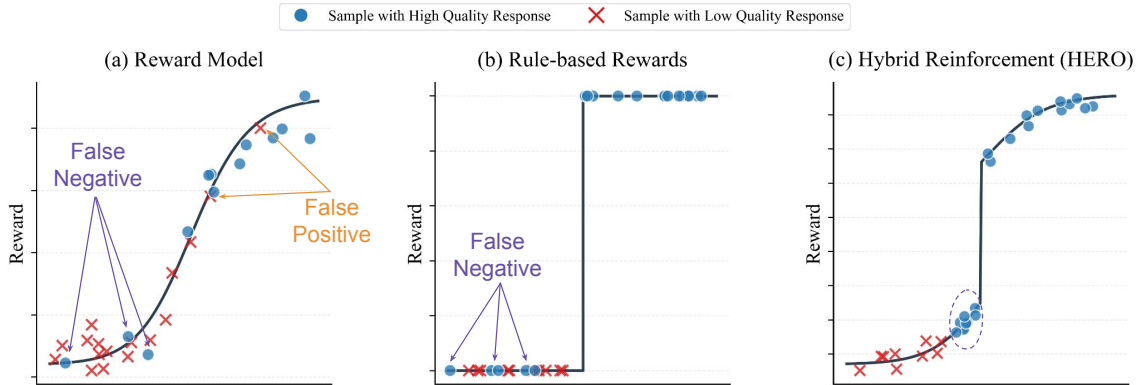 Sample with High Quality Response
Sample with Low Quality Response
(a) Reward Model
(b) Rule-based Rewards
(c) Hybrid Reinforcement (HERO)
Reward
False
Negative
False
Positive
Reward
False
Negative
Reward